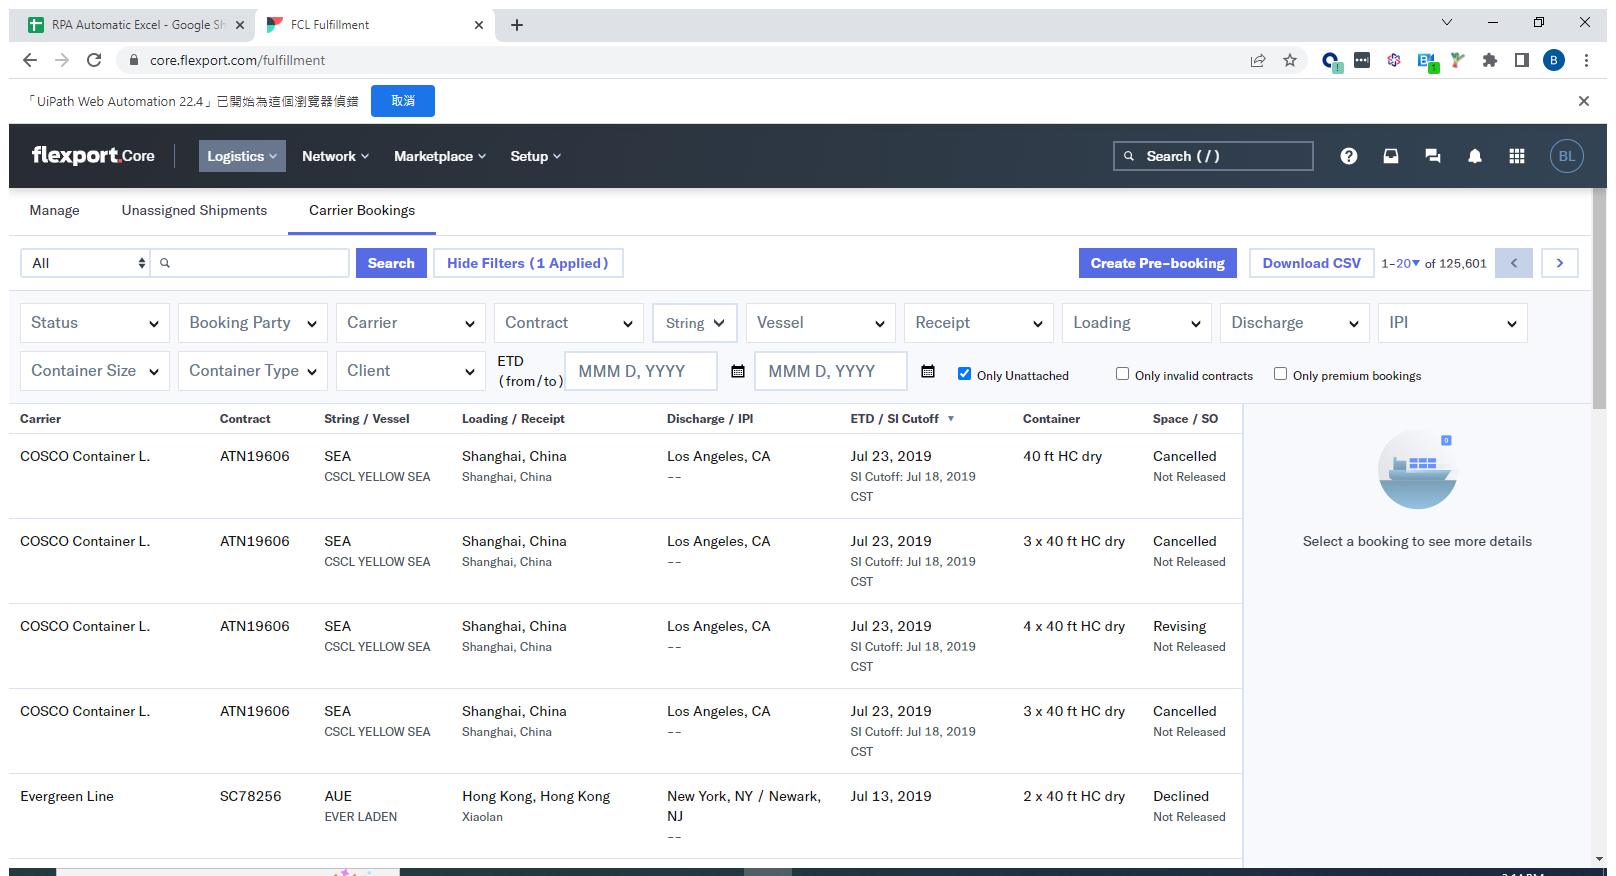 RPA Automatic Excel - Google Sh
FCL Fulfillment
core.flexport.com/fulfillment
B
「UiPath Web Automation 22.4」已開始為這個瀏覽器偵錯
取消
flexport.Core
Logistics
Network
Marketplace
Setup
Search ( / )
BL
Manage
Unassigned Shipments
Carrier Bookings
All
Search
Hide Filters (1 Applied)
Create Pre-booking
Download CSV
1-20 of 125,601
Status
Booking Party
Carrier
Contract
String
Vessel
Receipt
Loading
Discharge
IPI
Container Size
Container Type
Client
ETD
(from/to)
MMM D, YYYY
MMM D, YYYY
Only Unattached
Only invalid contracts
Only premium bookings
Carrier Contract String / Vessel Loading / Receipt Discharge / IPI ETD / SI Cutoff Container Space / SO
COSCO Container L. ATN19606 SEA Shanghai, China Los Angeles, CA Jul 23, 2019 40 ft HC dry Cancelled
CSCL YELLOW SEA Shanghai, China -- SI Cutoff: Jul 18, 2019 Not Released
CST
COSCO Container L. ATN19606 SEA Shanghai, China Los Angeles, CA Jul 23, 2019 3 x 40 ft HC dry Cancelled
CSCL YELLOW SEA Shanghai, China -- SI Cutoff: Jul 18, 2019 Not Released
CST
COSCO Container L. ATN19606 SEA Shanghai, China Los Angeles, CA Jul 23, 2019 4 x 40 ft HC dry Revising
CSCL YELLOW SEA Shanghai, China -- SI Cutoff: Jul 18, 2019 Not Released
CST
COSCO Container L. ATN19606 SEA Shanghai, China Los Angeles, CA Jul 23, 2019 3 x 40 ft HC dry Cancelled
CSCL YELLOW SEA Shanghai, China -- SI Cutoff: Jul 18, 2019 Not Released
CST
Evergreen Line SC78256 AUE Hong Kong, Hong Kong New York, NY / Newark, Jul 13, 2019 2 x 40 ft HC dry Declined
EVER LADEN Xiaolan NJ Not Released
--
0
Select a booking to see more details